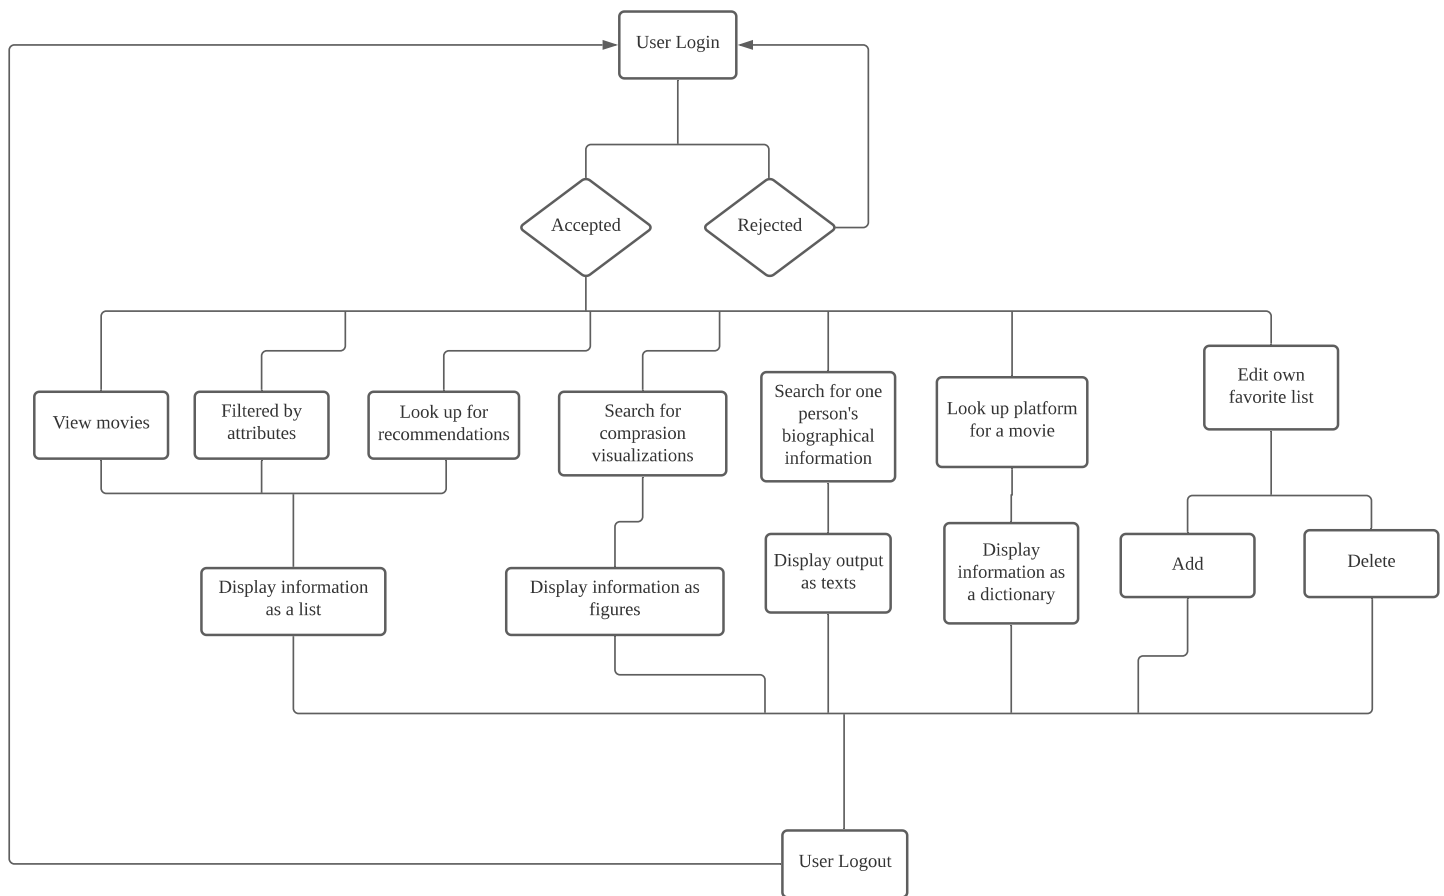 User Login
Accepted
Rejected
View movies
Filtered by
attributes
Look up for
recommendations
Search for
comprasion
visualizations
Search for one
person's
biographical
information
Look up platform
for a movie
Edit own
favorite list
Display information
as a list
Display information as
figures
Display output
as texts
Display
information as
a dictionary
Add
Delete
User Logout